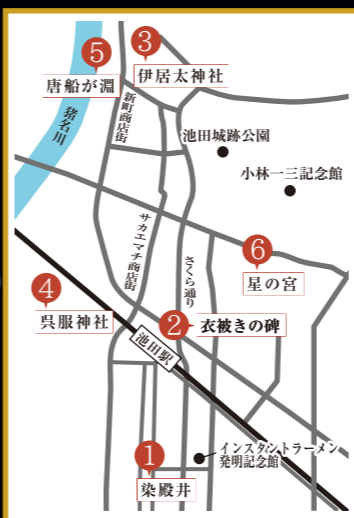 5
唐船が淵
3
伊居太神社
新町商店街
猪名川
池田城跡公園
小林一三記念館
サカエマチ商店街
さくら通り
6
星の宮
4
呉服神社
2
衣被きの碑
池田駅
インスタントラーメン
発明記念館
1
染殿井